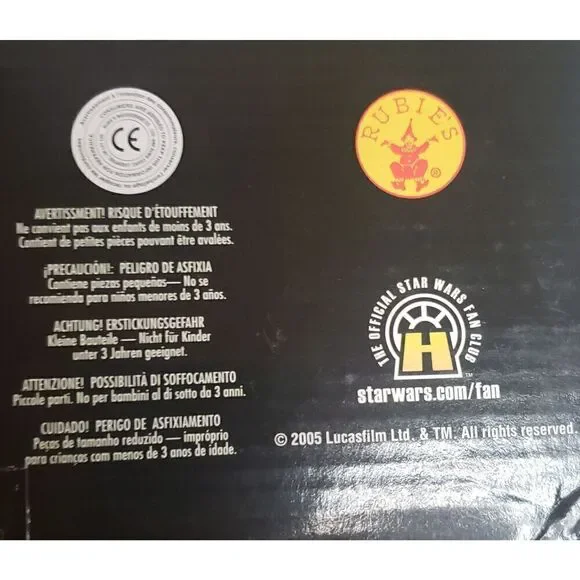 CE
AVERTISSMENT! RISQUE D'ÉTOUFFEMENT
Ne convient pas aux enfants de moins de 3 ans.
Contient de petites pièces pouvant être avalées.
¡PRECAUCIÓN!: PELIGRO DE ASFIXIA
Contiene piezas pequeñas— No se
recomienda para niños menores de 3 años.
ACHTUNG! ERSTICKUNGSGEFAHR
Kleine Bauteile — Nicht für Kinder
unter 3 Jahren geeignet.
ATTENZIONE! POSSIBILITÀ DI SOFFOCAMENTO
Piccole parti. No per bambini al di sotto da 3 anni.
CUIDADO! PERIGO DE ASFIXIAMENTO
Peças de tamanho reduzido — impróprio
para crianças com menos de 3 anos de idade.
RUBIE'S
®
THE OFFICIAL STAR WARS FAN CLUB
H
TM
starwars.com/fan
© 2005 Lucasfilm Ltd. & TM. All rights reserved.